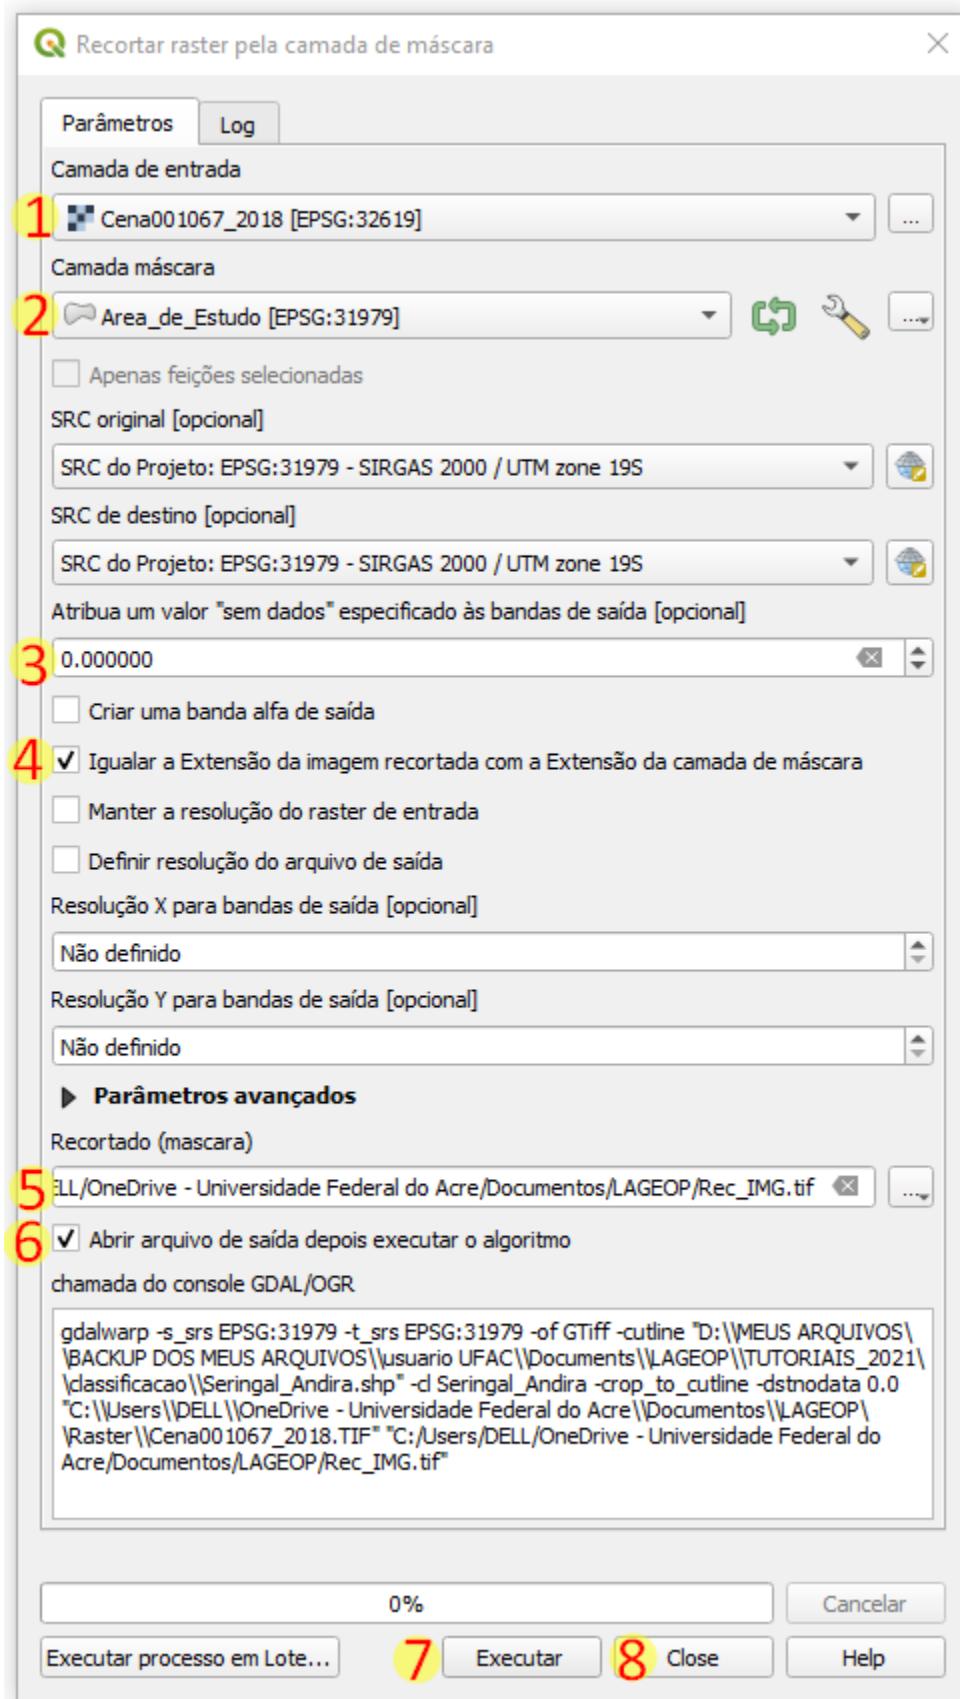 Recortar raster pela camada de máscara
Parâmetros
Log
Camada de entrada
1
Cena001067_2018 [EPSG:32619]
...
Camada máscara
2
Area_de_Estudo [EPSG:31979]
...
Apenas feições selecionadas
SRC original [opcional]
SRC do Projeto: EPSG:31979 - SIRGAS 2000 / UTM zone 19S
SRC de destino [opcional]
SRC do Projeto: EPSG:31979 - SIRGAS 2000 / UTM zone 19S
Atribua um valor "sem dados" especificado às bandas de saída [opcional]
3
0.000000
Criar uma banda alfa de saída
4
Igualar a Extensão da imagem recortada com a Extensão da camada de máscara
Manter a resolução do raster de entrada
Definir resolução do arquivo de saída
Resolução X para bandas de saída [opcional]
Não definido
Resolução Y para bandas de saída [opcional]
Não definido
Parâmetros avançados
Recortado (mascara)
5
ELL/OneDrive - Universidade Federal do Acre/Documentos/LAGEOP/Rec_IMG.tif
...
6
Abrir arquivo de saída depois executar o algoritmo
chamada do console GDAL/OGR
gdalwarp -s_srs EPSG:31979 -t_srs EPSG:31979 -of GTiff -cutline "D:\\MEUS ARQUIVOS\
\BACKUP DOS MEUS ARQUIVOS\\usuario UFAC\\Documents\\LAGEOP\\TUTORIAIS_2021\
\classificacao\\Seringal_Andira.shp" -cl Seringal_Andira -crop_to_cutline -dstnodata 0.0
"C:\\Users\\DELL\\OneDrive - Universidade Federal do Acre\\Documentos\\LAGEOP\
\Raster\\Cena001067_2018.TIF" "C:/Users/DELL/OneDrive - Universidade Federal do
Acre/Documentos/LAGEOP/Rec_IMG.tif"
0%
Cancelar
Executar processo em Lote...
7
Executar
8
Close
Help